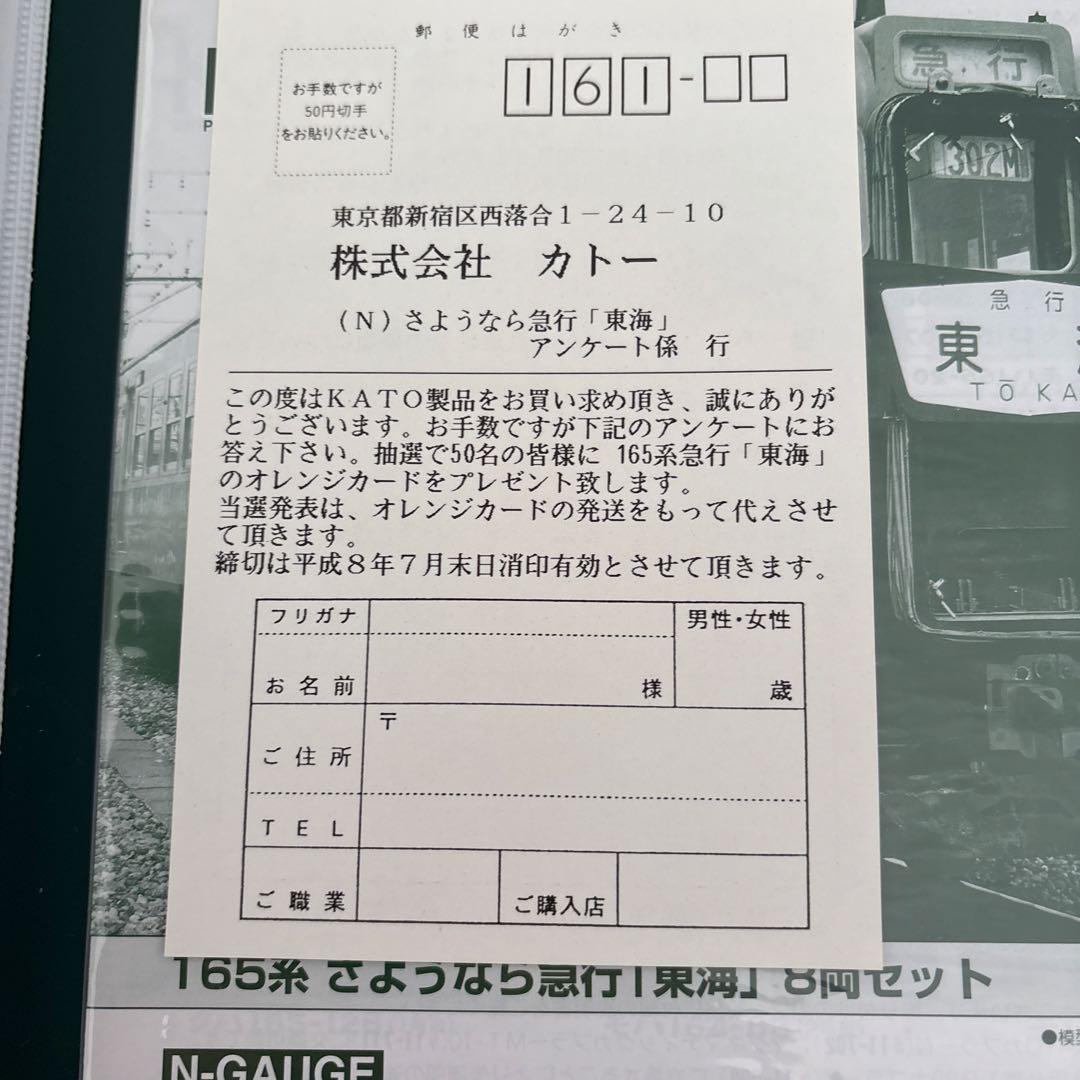 郵便はがき
お手数ですが
50円切手
をお貼りください。
161-
東京都新宿区西落合1－24－10
株式会社　カトー
（N）さようなら急行「東海」
アンケート係　行
この度はKATO製品をお買い求め頂き、誠にありが
とうございます。お手数ですが下記のアンケートにお
答え下さい。抽選で50名の皆様に 165系急行「東海」
のオレンジカードをプレゼント致します。
当選発表は、オレンジカードの発送をもって代えさせ
て頂きます。
締切は平成8年7月末日消印有効とさせて頂きます。
フリガナ
男性・女性
お名前
様
歳
〒
ご住所
TEL
ご職業
ご購入店
急行
302M
急行
東
TŌKA
165系 さようなら急行「東海」 8両セット
N-GAUGE